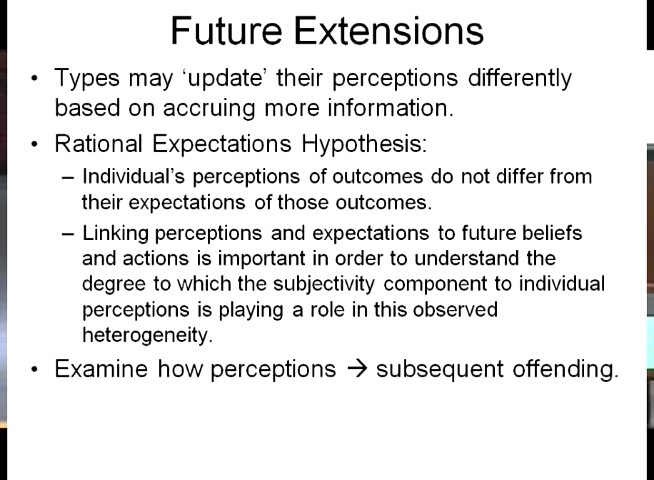 Future Extensions
• Types may ‘update’ their perceptions differently
based on accruing more information.
• Rational Expectations Hypothesis:
– Individual’s perceptions of outcomes do not differ from
their expectations of those outcomes.
– Linking perceptions and expectations to future beliefs
and actions is important in order to understand the
degree to which the subjectivity component to individual
perceptions is playing a role in this observed
heterogeneity.
• Examine how perceptions → subsequent offending.